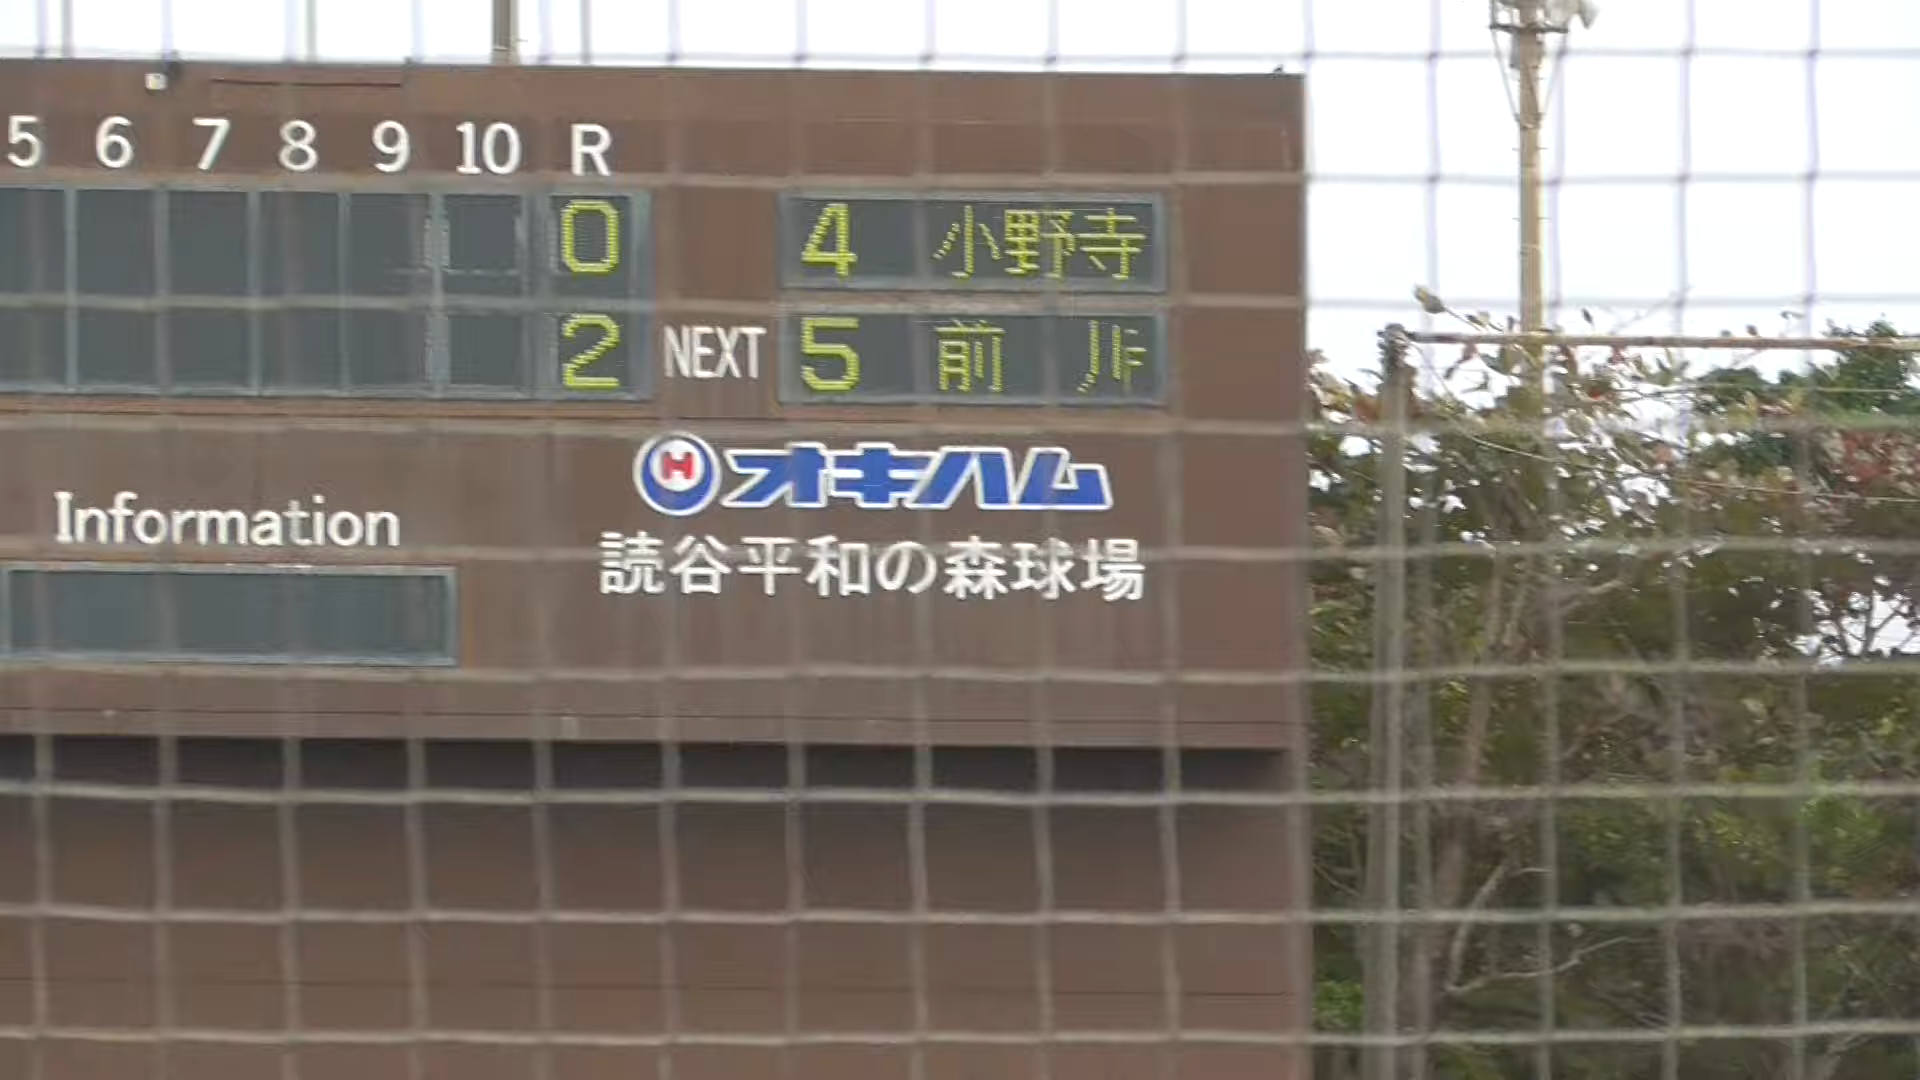 5 6 7 8 9 10 R
0 4 小野寺
2 NEXT 5 前川
H オキハム
Information
読谷平和の森球場